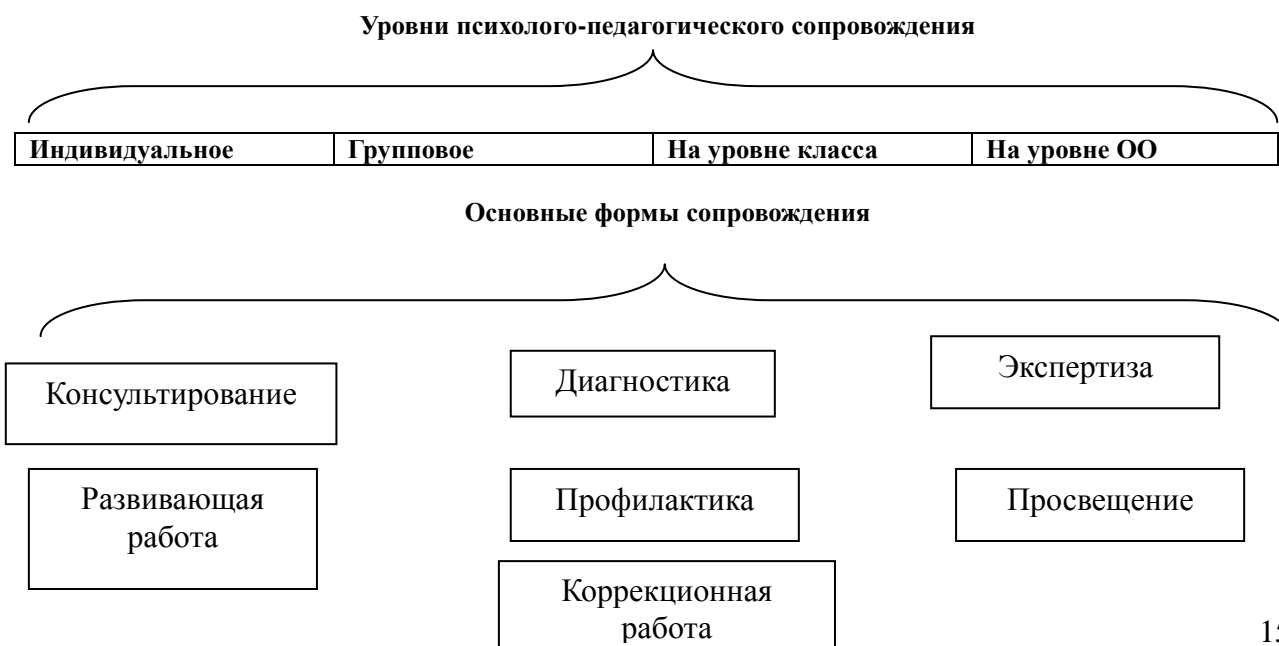 Уровни психолого-педагогического сопровождения
Индивидуальное Групповое На уровне класса На уровне ОО
Основные формы сопровождения
Консультирование Диагностика Экспертиза
Развивающая
работа
Профилактика
Просвещение
Коррекционная
работа
15